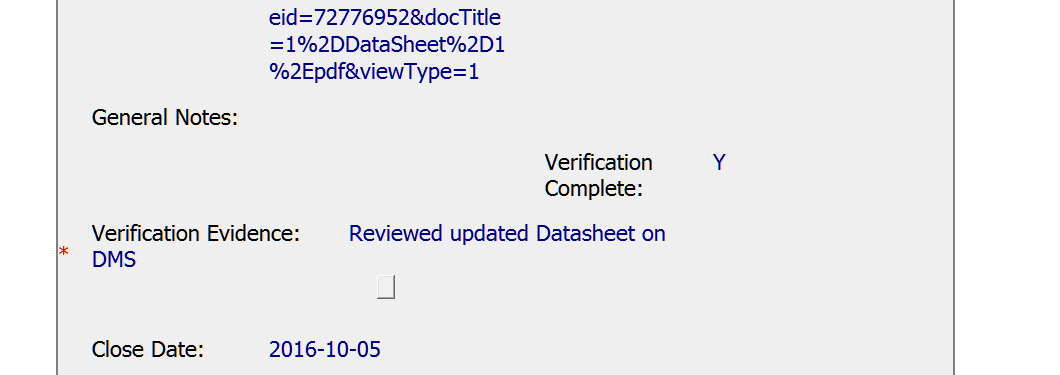 eid=72776952&docTitle
=1%2DDataSheet%2D1
%2Epdf&viewType=1
General Notes:
Verification Y
Complete:
Verification Evidence: Reviewed updated Datasheet on
* DMS
Close Date: 2016-10-05